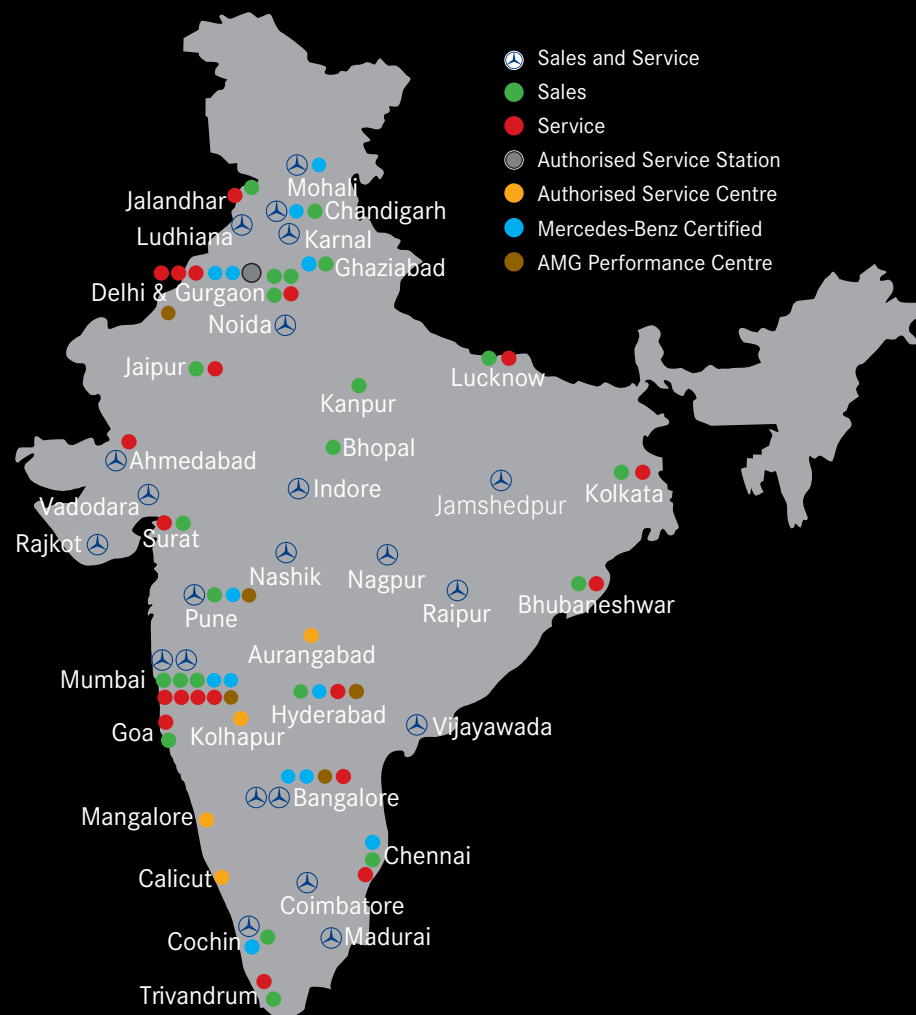 Sales and Service
Sales
Service
Authorised Service Station
Authorised Service Centre
Mercedes-Benz Certified
AMG Performance Centre
Mohali
Jalandhar
Chandigarh
Ludhiana
Karnal
Ghaziabad
Delhi & Gurgaon
Noida
Jaipur
Lucknow
Kanpur
Bhopal
Ahmedabad
Indore
Kolkata
Vadodara
Jamshedpur
Surat
Rajkot
Nashik
Nagpur
Raipur
Bhubaneshwar
Pune
Aurangabad
Mumbai
Hyderabad
Vijayawada
Goa
Kolhapur
Bangalore
Mangalore
Chennai
Calicut
Coimbatore
Cochin
Madurai
Trivandrum